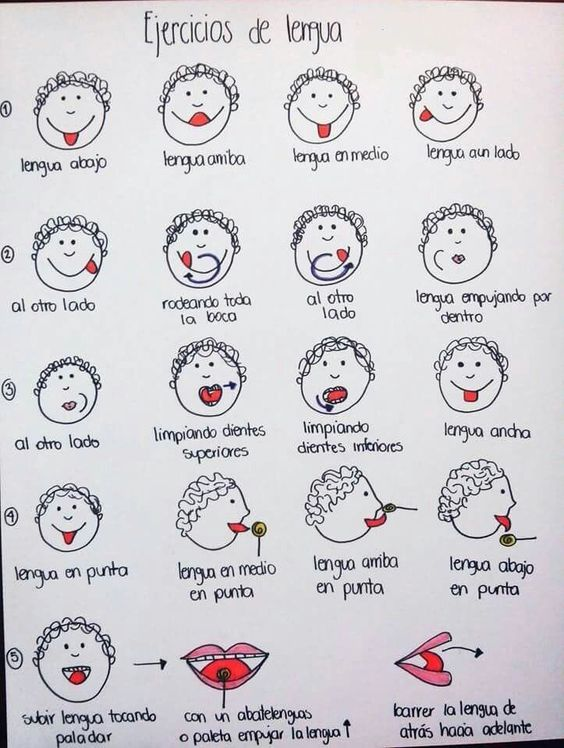 Ejercicios de lengua
1
lengua abajo
lengua arriba
lengua en medio
lengua a un lado
2
al otro lado
rodeando toda
la boca
al otro
lado
lengua empujando por
dentro
3
al otro lado
limpiando dientes
superiores
limpiando
dientes inferiores
lengua ancha
4
lengua en punta
lengua en medio
en punta
lengua arriba
en punta
lengua abajo
en punta
5
subir lengua tocando
paladar
con un abatelenguas
o paleta empujar la lengua ↑
barrer la lengua de
atrás hacia adelante